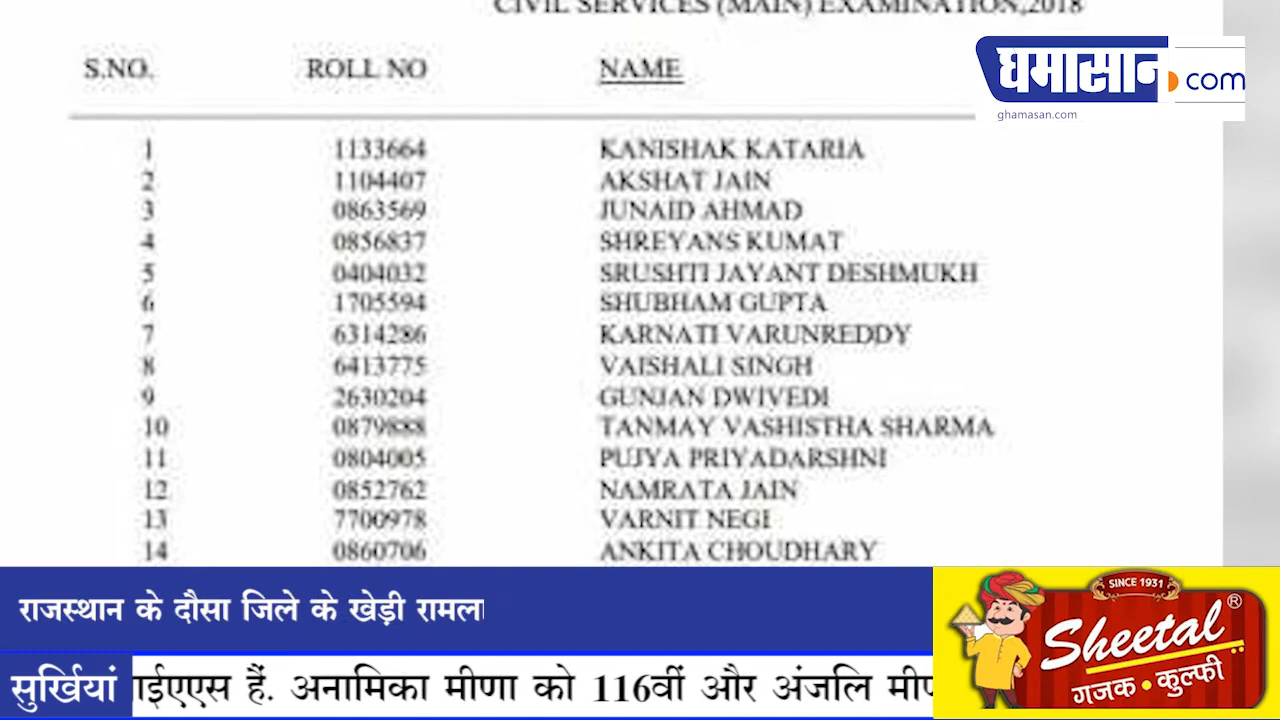 CIVIL SERVICES (MAIN) EXAMINATION,2018
S.NO. ROLL NO NAME
घमासान.com
ghamasan.com
1 1133664 KANISHAK KATARIA
2 1104407 AKSHAT JAIN
3 0863569 JUNAID AHMAD
4 0856837 SHREYANS KUMAT
5 0404032 SRUSHTI JAYANT DESHMUKH
6 1705594 SHUBHAM GUPTA
7 6314286 KARNATI VARUNREDDY
8 6413775 VAISHALI SINGH
9 2630204 GUNJAN DWIVEDI
10 0879888 TANMAY VASHISTHA SHARMA
11 0804005 PUJYA PRIYADARSHNI
12 0852762 NAMRATA JAIN
13 7700978 VARNIT NEGI
14 0860706 ANKITA CHOUDHARY
राजस्थान के दौसा जिले के खेड़ी रामला
सुर्खियां ाईएएस हैं. अनामिका मीणा को 116वीं और अंजलि मीण
SINCE 1931
Sheetal ®
गजक • कुल्फी